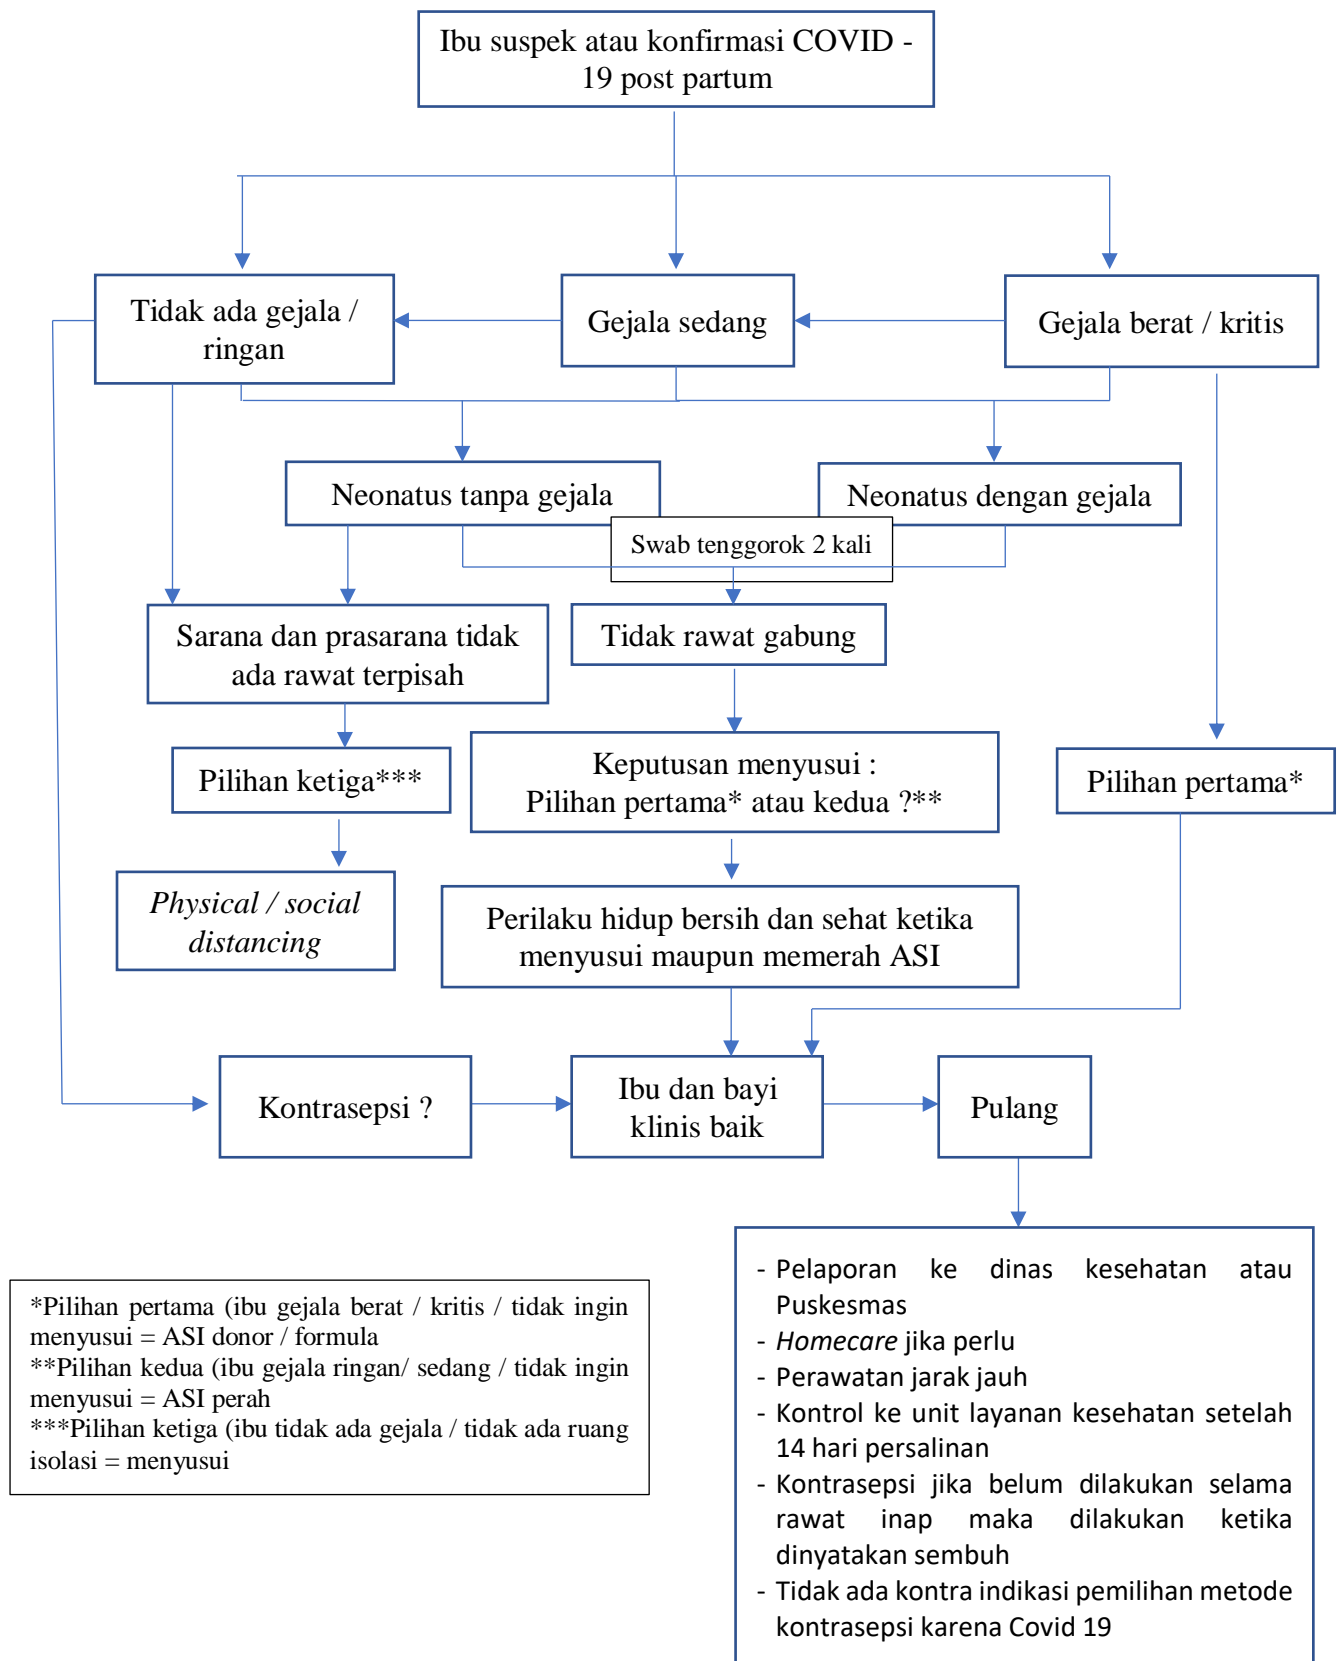 Ibu suspek atau konfirmasi COVID -
19 post partum
Tidak ada gejala /
ringan
Gejala sedang
Gejala berat / kritis
Neonatus tanpa gejala
Neonatus dengan gejala
Swab tenggorok 2 kali
Sarana dan prasarana tidak
ada rawat terpisah
Tidak rawat gabung
Pilihan ketiga***
Keputusan menyusui :
Pilihan pertama* atau kedua ?**
Pilihan pertama*
Physical / social
distancing
Perilaku hidup bersih dan sehat ketika
menyusui maupun memerah ASI
Kontrasepsi ?
Ibu dan bayi
klinis baik
Pulang
*Pilihan pertama (ibu gejala berat / kritis / tidak ingin
menyusui = ASI donor / formula
**Pilihan kedua (ibu gejala ringan/ sedang / tidak ingin
menyusui = ASI perah
***Pilihan ketiga (ibu tidak ada gejala / tidak ada ruang
isolasi = menyusui
- Pelaporan ke dinas kesehatan atau
Puskesmas
- Homecare jika perlu
- Perawatan jarak jauh
- Kontrol ke unit layanan kesehatan setelah
14 hari persalinan
- Kontrasepsi jika belum dilakukan selama
rawat inap maka dilakukan ketika
dinyatakan sembuh
- Tidak ada kontra indikasi pemilihan metode
kontrasepsi karena Covid 19